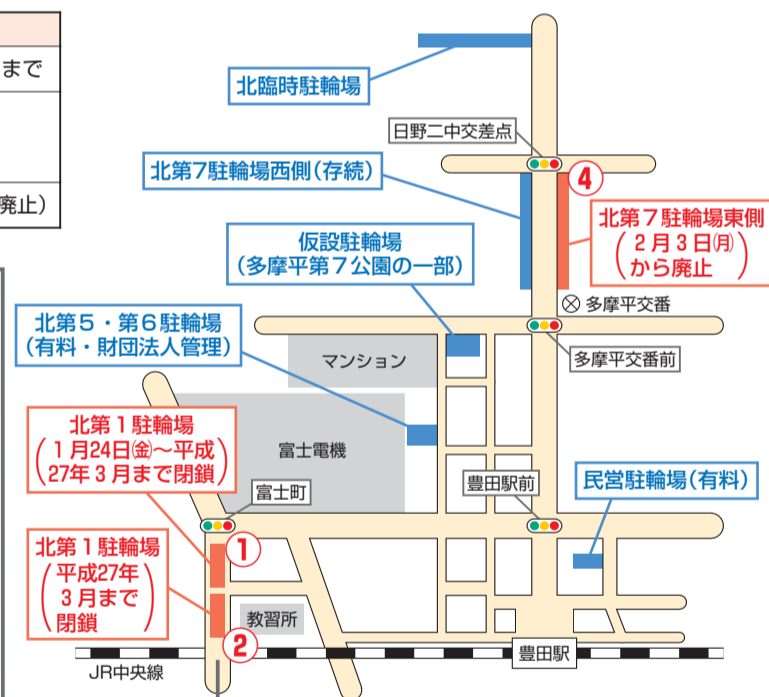 まで
廃止）
北臨時駐輪場
日野二中交差点
北第7駐輪場西側（存続）
④
北第７駐輪場東側
（２月３日㈪
から廃止）
仮設駐輪場
（多摩平第７公園の一部）
多摩平交番
北第５・第６駐輪場
（有料・財団法人管理）
マンション
多摩平交番前
北第１駐輪場
（１月24日㈮～平成
27年３月まで閉鎖）
富士電機
富士町
豊田駅前
民営駐輪場（有料）
①
北第１駐輪場
（平成27年
３月まで
閉鎖）
教習所
②
豊田駅
JR中央線